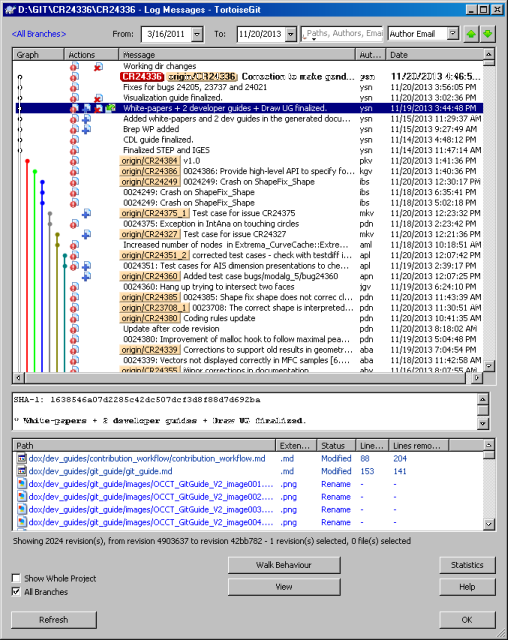 D:\GIT\CR24336\CR24336 - Log Messages - TortoiseGit
<All Branches> From: 3/16/2011 To: 11/20/2013 Paths, Authors, Emai Author Email
Graph Actions Message Aut... Date
Working dir changes
CR24336 origin/CR24336 Correction to make gend... ysn 11/20/2013 4:46:5...
Fixes for bugs 24205, 23737 and 24021 ysn 11/20/2013 3:56:05 PM
Visualization guide finalized. ysn 11/20/2013 3:02:36 PM
White-papers + 2 developer guides + Draw UG finalized. ysn 11/19/2013 3:44:48 PM
Added white-papers and 2 dev guides in the generated docu... ysn 11/15/2013 11:29:37 AM
Brep WP added ysn 11/15/2013 9:27:49 AM
CDL guide finalized. ysn 11/14/2013 4:48:12 PM
Finalized STEP and IGES ysn 11/14/2013 11:47:14 AM
origin/CR24384 v1.0 pkv 11/20/2013 1:41:36 PM
origin/CR24386 0024386: Provide high-level API to specify fo... kgv 11/20/2013 1:40:36 PM
origin/CR24249 0024249: Crash on ShapeFix_Shape ibs 11/20/2013 12:30:17 PM
0024249: Crash on ShapeFix_Shape ibs 11/18/2013 6:35:41 PM
0024249: Crash on ShapeFix_Shape ibs 11/18/2013 5:02:18 PM
origin/CR24375_1 Test case for issue CR24375 mkv 11/20/2013 12:23:32 PM
0024375: Exception in IntAna on touching circles pdn 11/18/2013 2:23:42 PM
origin/CR24327 Test case for issue CR24327 mkv 11/20/2013 12:21:36 PM
Increased number of nodes in Extrema_CurveCache::Extre... aml 11/20/2013 10:18:51 AM
origin/CR24351_2 corrected test cases - check with testdiff i... apl 11/20/2013 12:07:42 PM
0024351: Test cases for AIS dimension presentations to che... apl 11/19/2013 2:39:17 PM
origin/CR24360 Added test case bugs/modalg_5/bug24360 apn 11/20/2013 12:07:25 PM
0024360: Hang up trying to intersect two faces jgv 11/20/2013 6:24:10 PM
origin/CR24385 0024385: Shape fix shape does not correc cl... pdn 11/20/2013 11:43:39 AM
origin/CR23708_1 0023708: The correct shape is interpreted... pdn 11/20/2013 11:30:51 AM
origin/CR24380 Coding rules update pdn 11/20/2013 10:41:35 AM
Update after code revision pdn 11/20/2013 8:18:02 AM
0024380: Improvement of malloc hook to follow maximal pea... pdn 11/19/2013 5:04:48 PM
origin/CR24339 Corrections to support old results in geometr... aba 11/20/2013 7:04:54 PM
0024339: Vectors not displayed correctly in MFC samples [6.... aba 11/20/2013 11:42:58 AM
origin/CR24355 Minor corrections in documentation. aba 11/16/2013 8:07:55 AM
SHA-1: 1638546a07d2285c42dc507dcf3d8f88d7d692ba
* White-papers + 2 developer guides + Draw UG finalized.
Path Exten... Status Line... Lines remo...
dox/dev_guides/contribution_workflow/contribution_workflow.md .md Modified 88 204
dox/dev_guides/git_guide/git_guide.md .md Modified 153 141
dox/dev_guides/git_guide/images/OCCT_GitGuide_V2_image001.... .png Rename - -
dox/dev_guides/git_guide/images/OCCT_GitGuide_V2_image002.... .png Rename - -
dox/dev_guides/git_guide/images/OCCT_GitGuide_V2_image003.... .png Rename - -
dox/dev_guides/git_guide/images/OCCT_GitGuide_V2_image004.... .png Rename - -
Showing 2024 revision(s), from revision 4903637 to revision 42bb782 - 1 revision(s) selected, 0 file(s) selected
Walk Behaviour Statistics
Show Whole Project
All Branches
View Help
Refresh OK